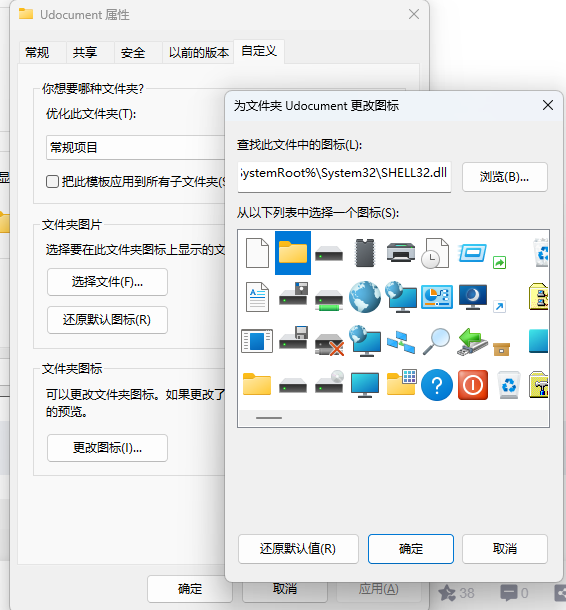 Udocument 属性
常规
共享
安全
以前的版本
自定义
你想要哪种文件夹?
优化此文件夹(T):
常规项目
把此模板应用到所有子文件夹(S
文件夹图片
选择要在此文件夹图标上显示的文
选择文件(F)...
还原默认图标(R)
文件夹图标
可以更改文件夹图标。如果更改了
的预览。
更改图标(I)...
确定
取消
应用(A)
为文件夹 Udocument 更改图标
查找此文件中的图标(L):
SystemRoot%\System32\SHELL32.dll
浏览(B)...
从以下列表中选择一个图标(S):
还原默认值(R)
确定
取消
38
0